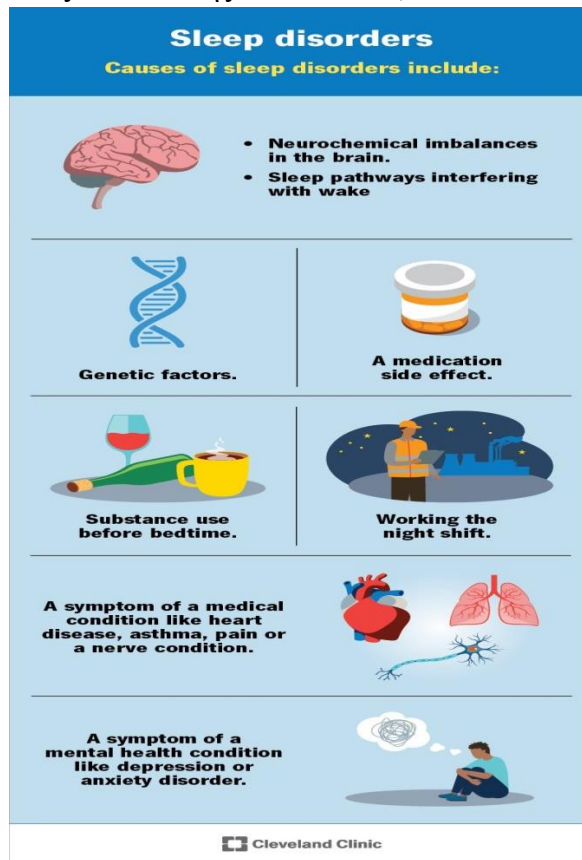 Sleep disorders
Causes of sleep disorders include:
• Neurochemical imbalances
in the brain.
• Sleep pathways interfering
with wake
Genetic factors.
A medication
side effect.
Substance use
before bedtime.
Working the
night shift.
A symptom of a medical
condition like heart
disease, asthma, pain or
a nerve condition.
A symptom of a
mental health condition
like depression or
anxiety disorder.
Cleveland Clinic